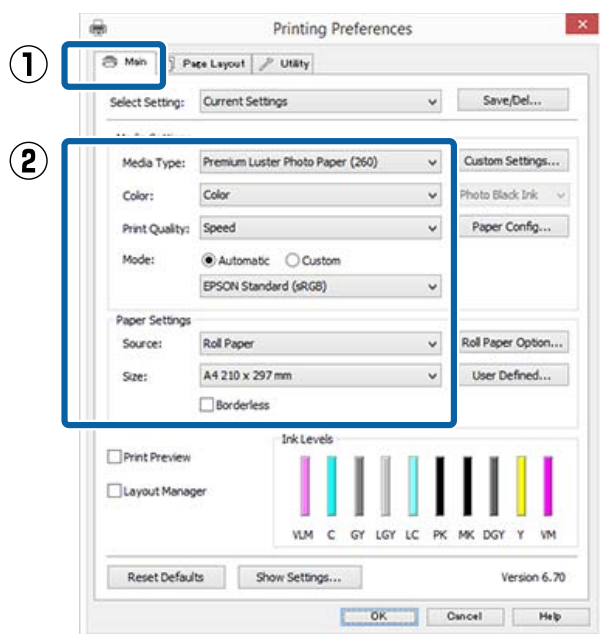 Printing Preferences
① Main Page Layout Utility
Select Setting: Current Settings Save/Del...
②
Media Type: Premium Luster Photo Paper (260) Custom Settings...
Color: Color Photo Black Ink
Print Quality: Speed Paper Config...
Mode: Automatic Custom
EPSON Standard (sRGB)
Paper Settings
Source: Roll Paper Roll Paper Option...
Size: A4 210 x 297 mm User Defined...
Borderless
Ink Levels
Print Preview
Layout Manager
VLM C GY LGY LC PK MK DGY Y VM
Reset Defaults Show Settings... Version 6.70
OK Cancel Help